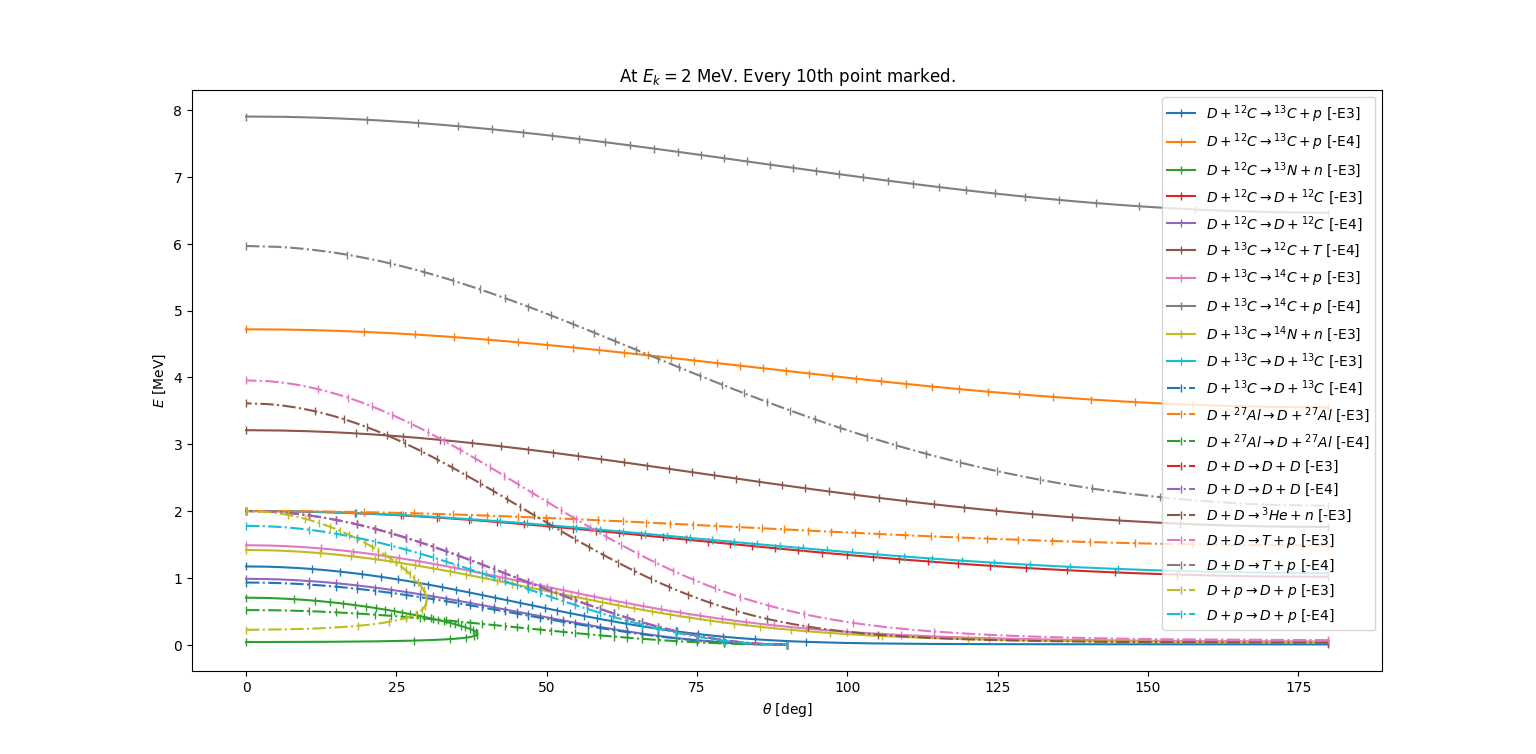 At $E_k = 2$ MeV. Every 10th point marked.
E [MeV]
8
7
6
5
4
3
2
1
0
0 25 50 75 100 125 150 175
θ [deg]
D + ¹²C → ¹³C + p [-E3]
D + ¹²C → ¹³C + p [-E4]
D + ¹²C → ¹³N + n [-E3]
D + ¹²C → D + ¹²C [-E3]
D + ¹²C → D + ¹²C [-E4]
D + ¹³C → ¹²C + T [-E4]
D + ¹³C → ¹⁴C + p [-E3]
D + ¹³C → ¹⁴C + p [-E4]
D + ¹³C → ¹⁴N + n [-E3]
D + ¹³C → D + ¹³C [-E3]
D + ¹³C → D + ¹³C [-E4]
D + ²⁷Al → D + ²⁷Al [-E3]
D + ²⁷Al → D + ²⁷Al [-E4]
D + D → D + D [-E3]
D + D → D + D [-E4]
D + D → ³He + n [-E3]
D + D → T + p [-E3]
D + D → T + p [-E4]
D + p → D + p [-E3]
D + p → D + p [-E4]